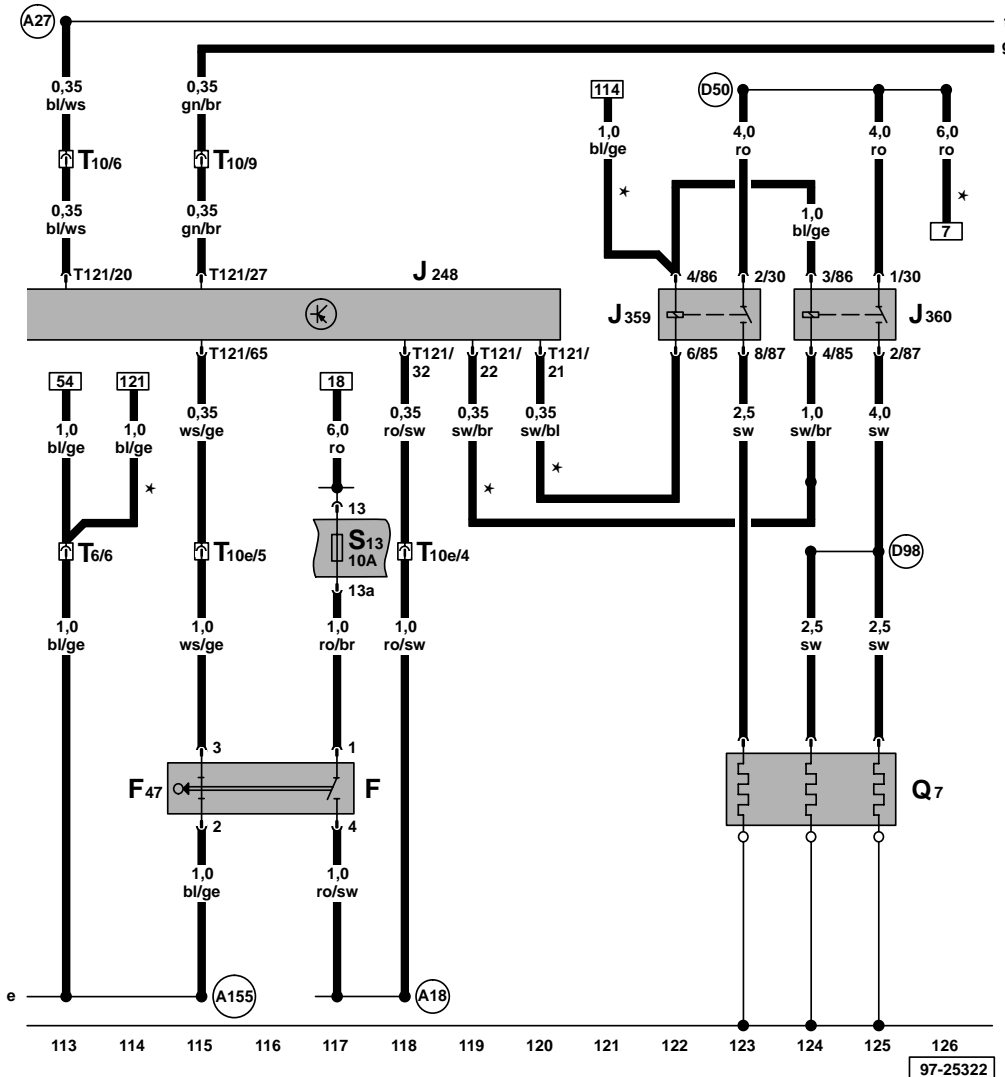 A27
g
0,35 bl/ws
0,35 gn/br
114
D50
1,0 bl/ge
4,0 ro
4,0 ro
6,0 ro
T10/6
T10/9
*
*
0,35 bl/ws
0,35 gn/br
1,0 bl/ge
7
T121/20
T121/27
J 248
4/86
2/30
3/86
1/30
J359
J360
T121/65
T121/ 32
T121/ 22
T121/ 21
6/85
8/87
4/85
2/87
54
121
18
1,0 bl/ge
1,0 bl/ge
0,35 ws/ge
6,0 ro
0,35 ro/sw
0,35 sw/br
0,35 sw/bl
2,5 sw
1,0 sw/br
4,0 sw
*
*
*
13
T6/6
T10e/5
S13 10A
T10e/4
D98
13a
1,0 bl/ge
1,0 ws/ge
1,0 ro/br
1,0 ro/sw
2,5 sw
2,5 sw
3
1
F47
F
Q7
2
4
1,0 bl/ge
1,0 ro/sw
e
A155
A18
113 114 115 116 117 118 119 120 121 122 123 124 125 126
97-25322